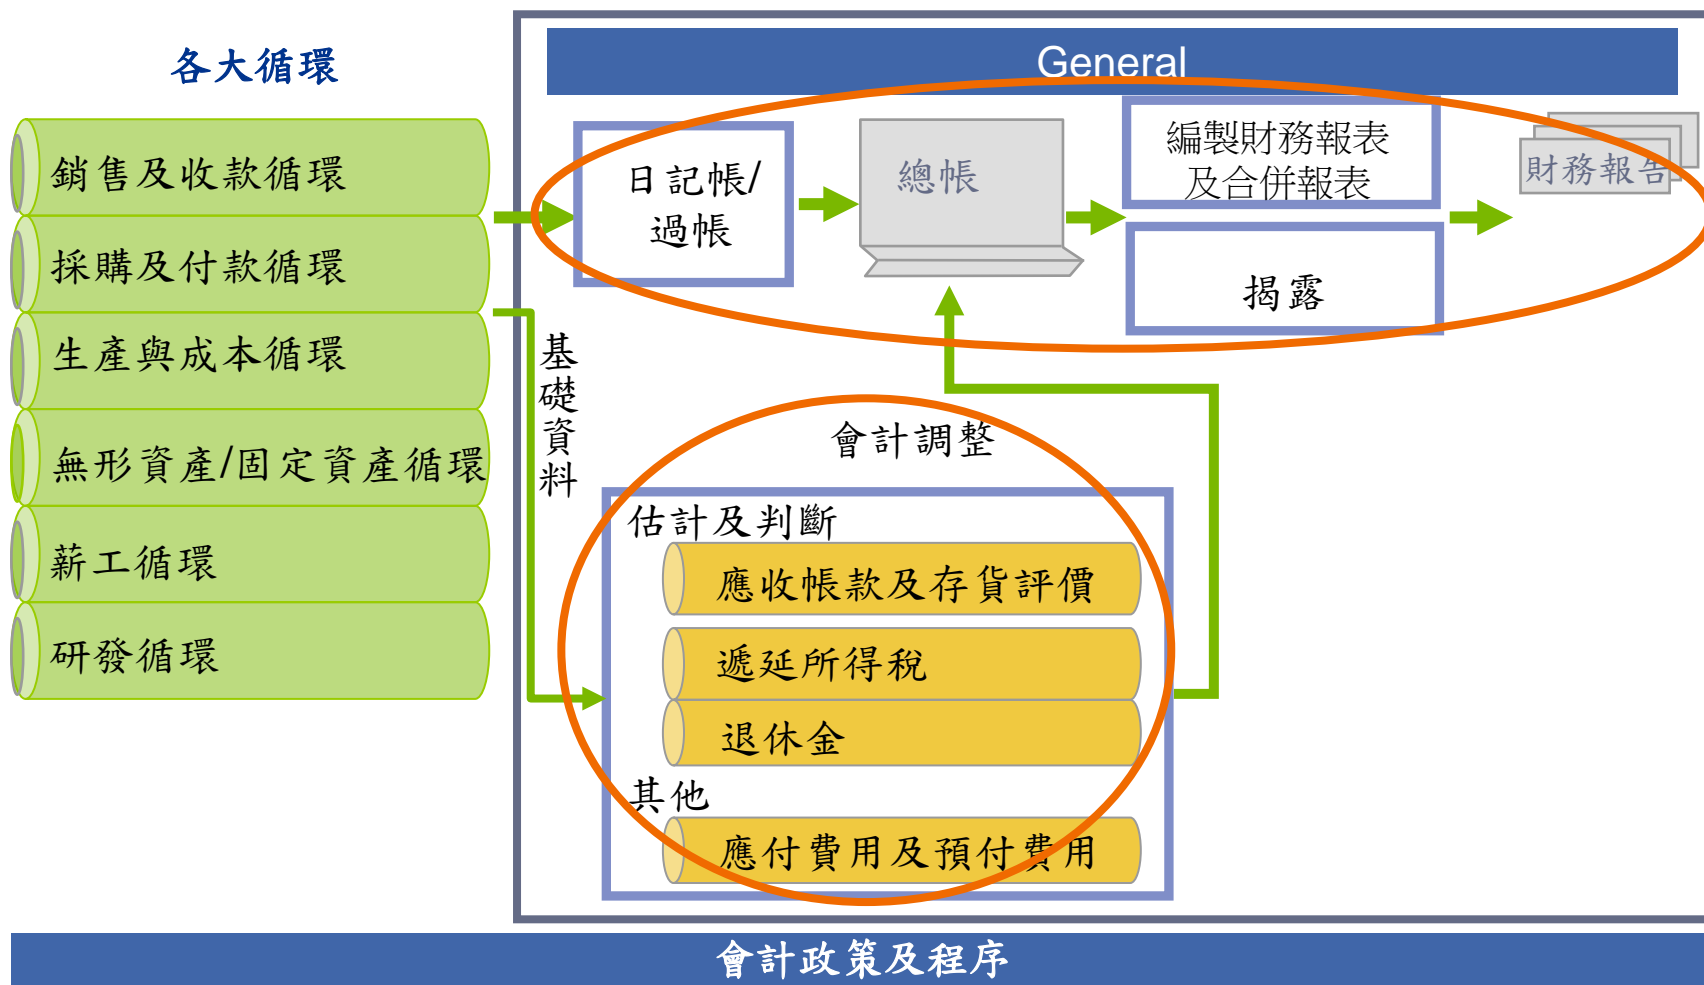 各大循環
銷售及收款循環
採購及付款循環
生產與成本循環
無形資產/固定資產循環
薪工循環
研發循環
General
日記帳/
過帳
總帳
編製財務報表
及合併報表
揭露
財務報告
基
礎
資
料
會計調整
估計及判斷
應收帳款及存貨評價
遞延所得稅
退休金
其他
應付費用及預付費用
會計政策及程序